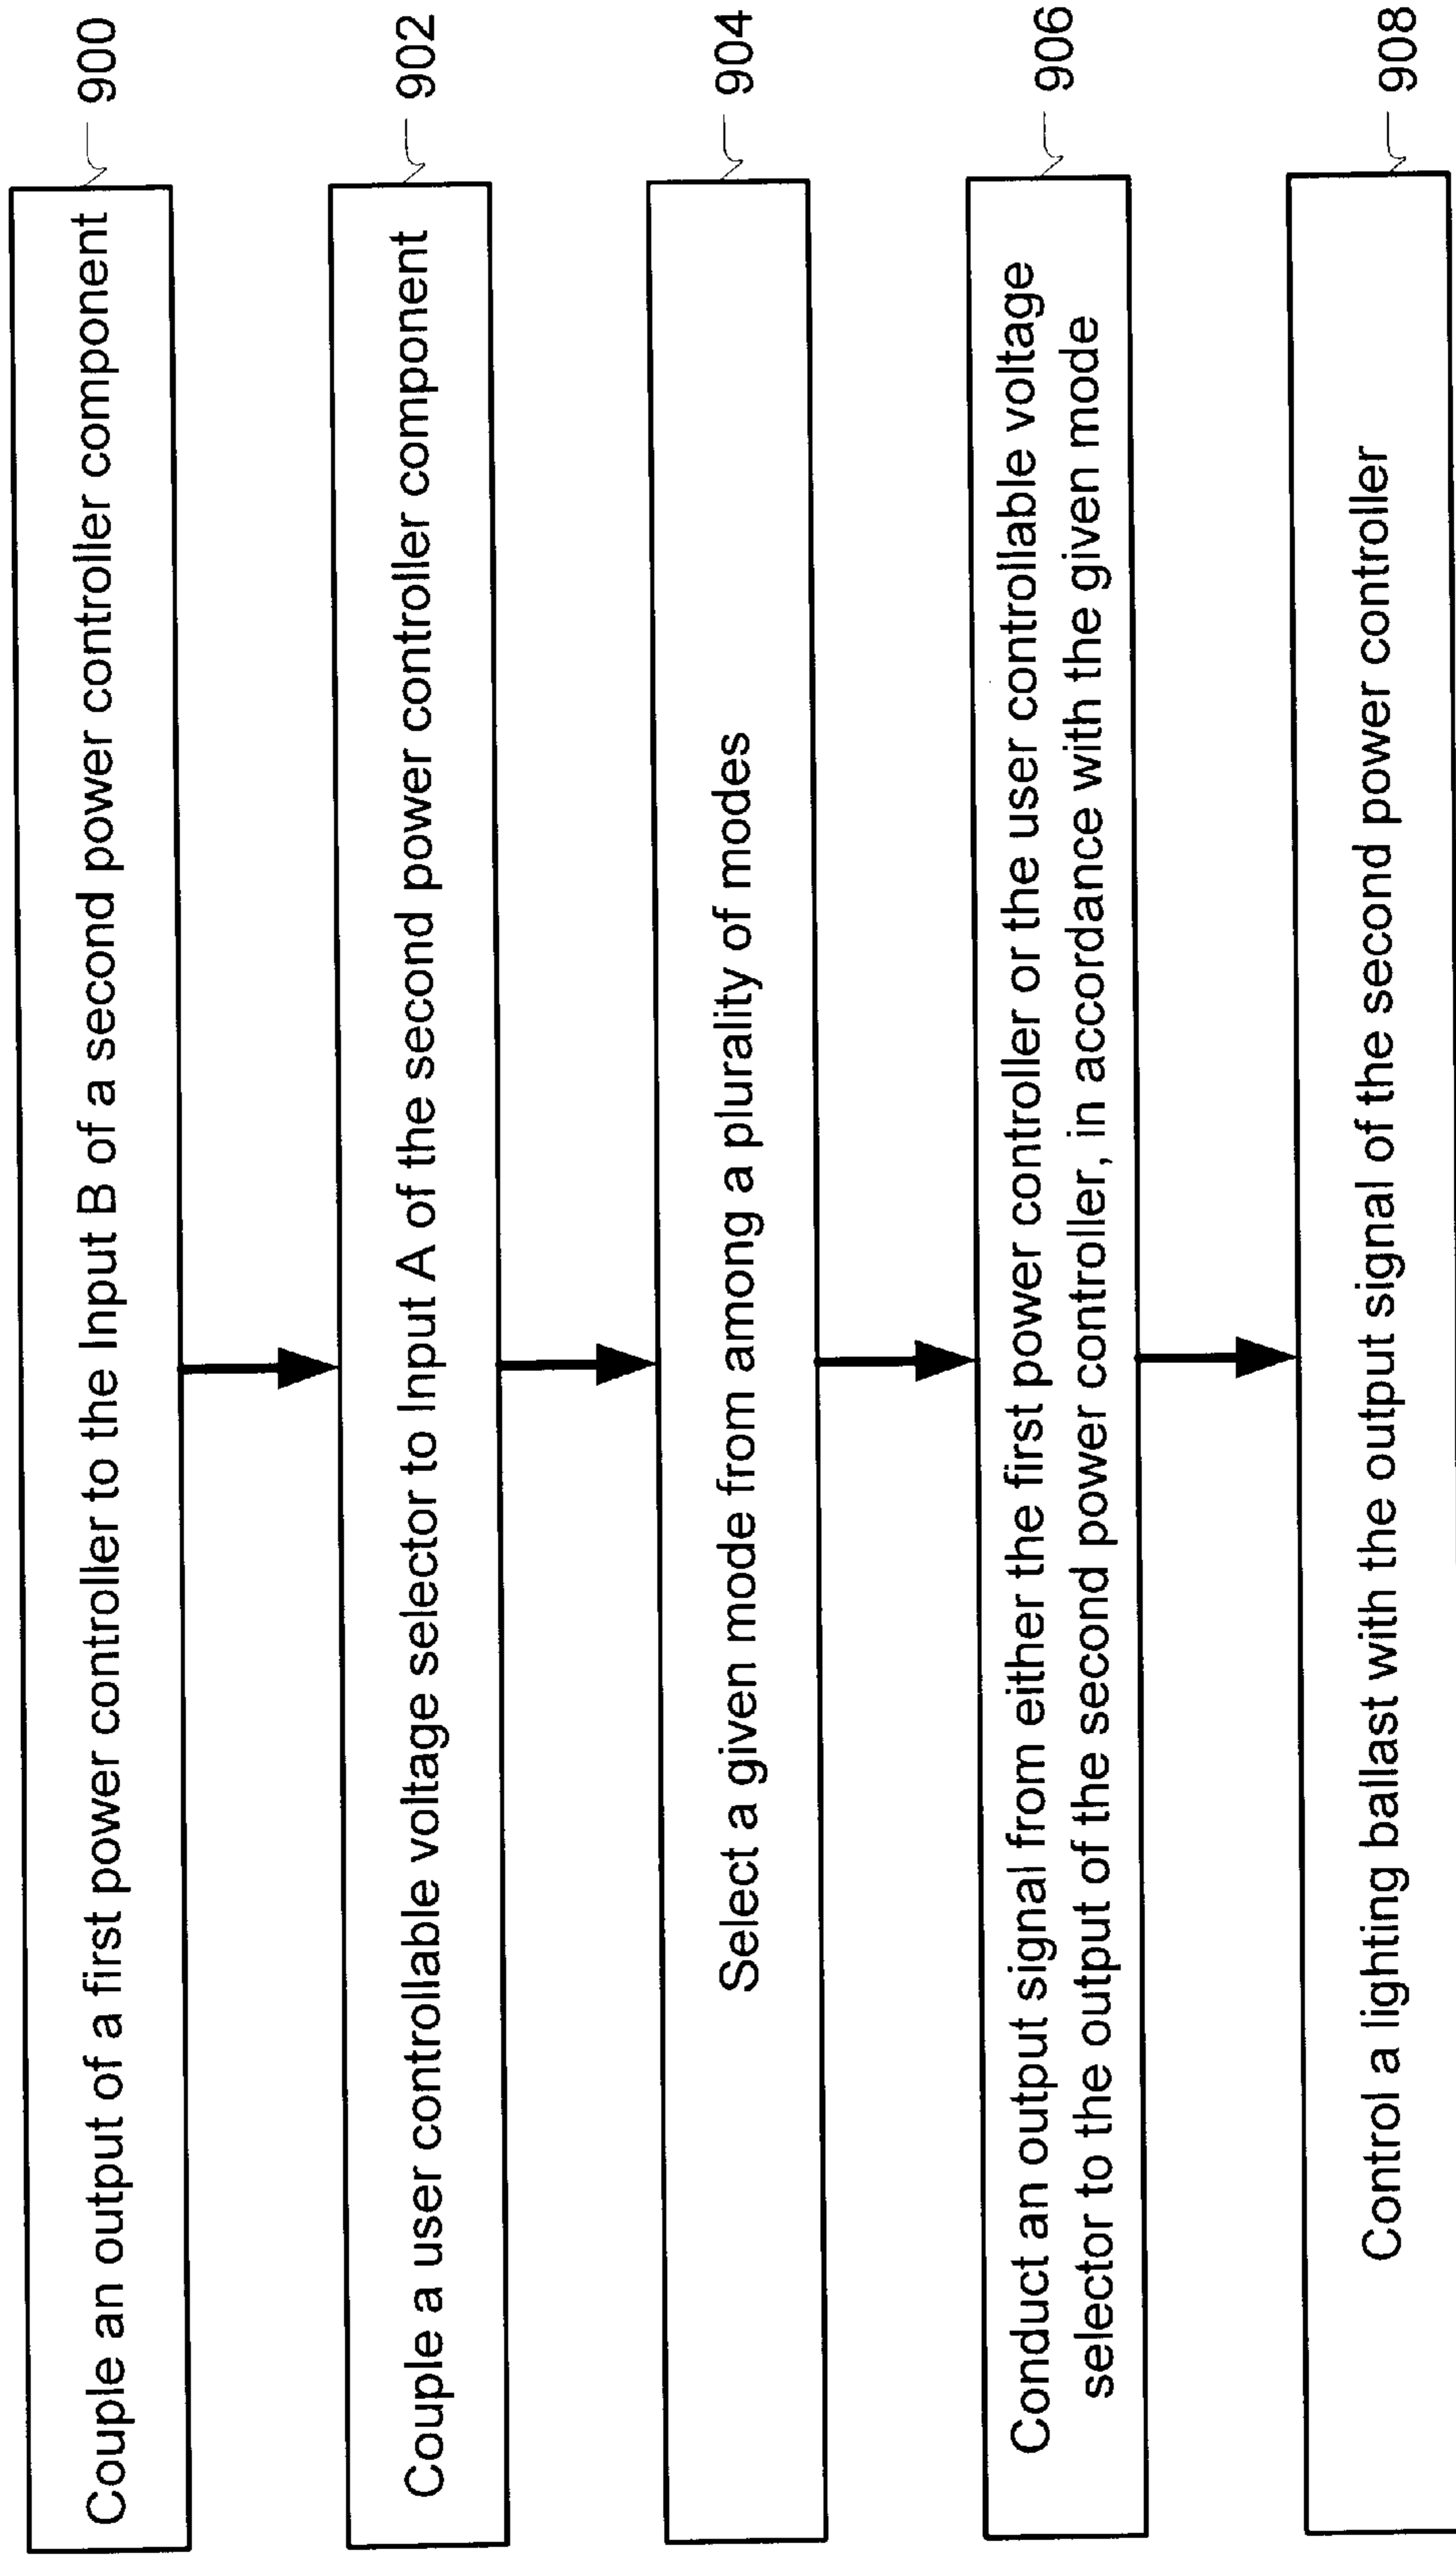 Couple an output of a first power controller to the Input B of a second power controller component
900
Couple a user controllable voltage selector to Input A of the second power controller component
902
Select a given mode from among a plurality of modes
904
Conduct an output signal from either the first power controller or the user controllable voltage
selector to the output of the second power controller, in accordance with the given mode
906
Control a lighting ballast with the output signal of the second power controller
908